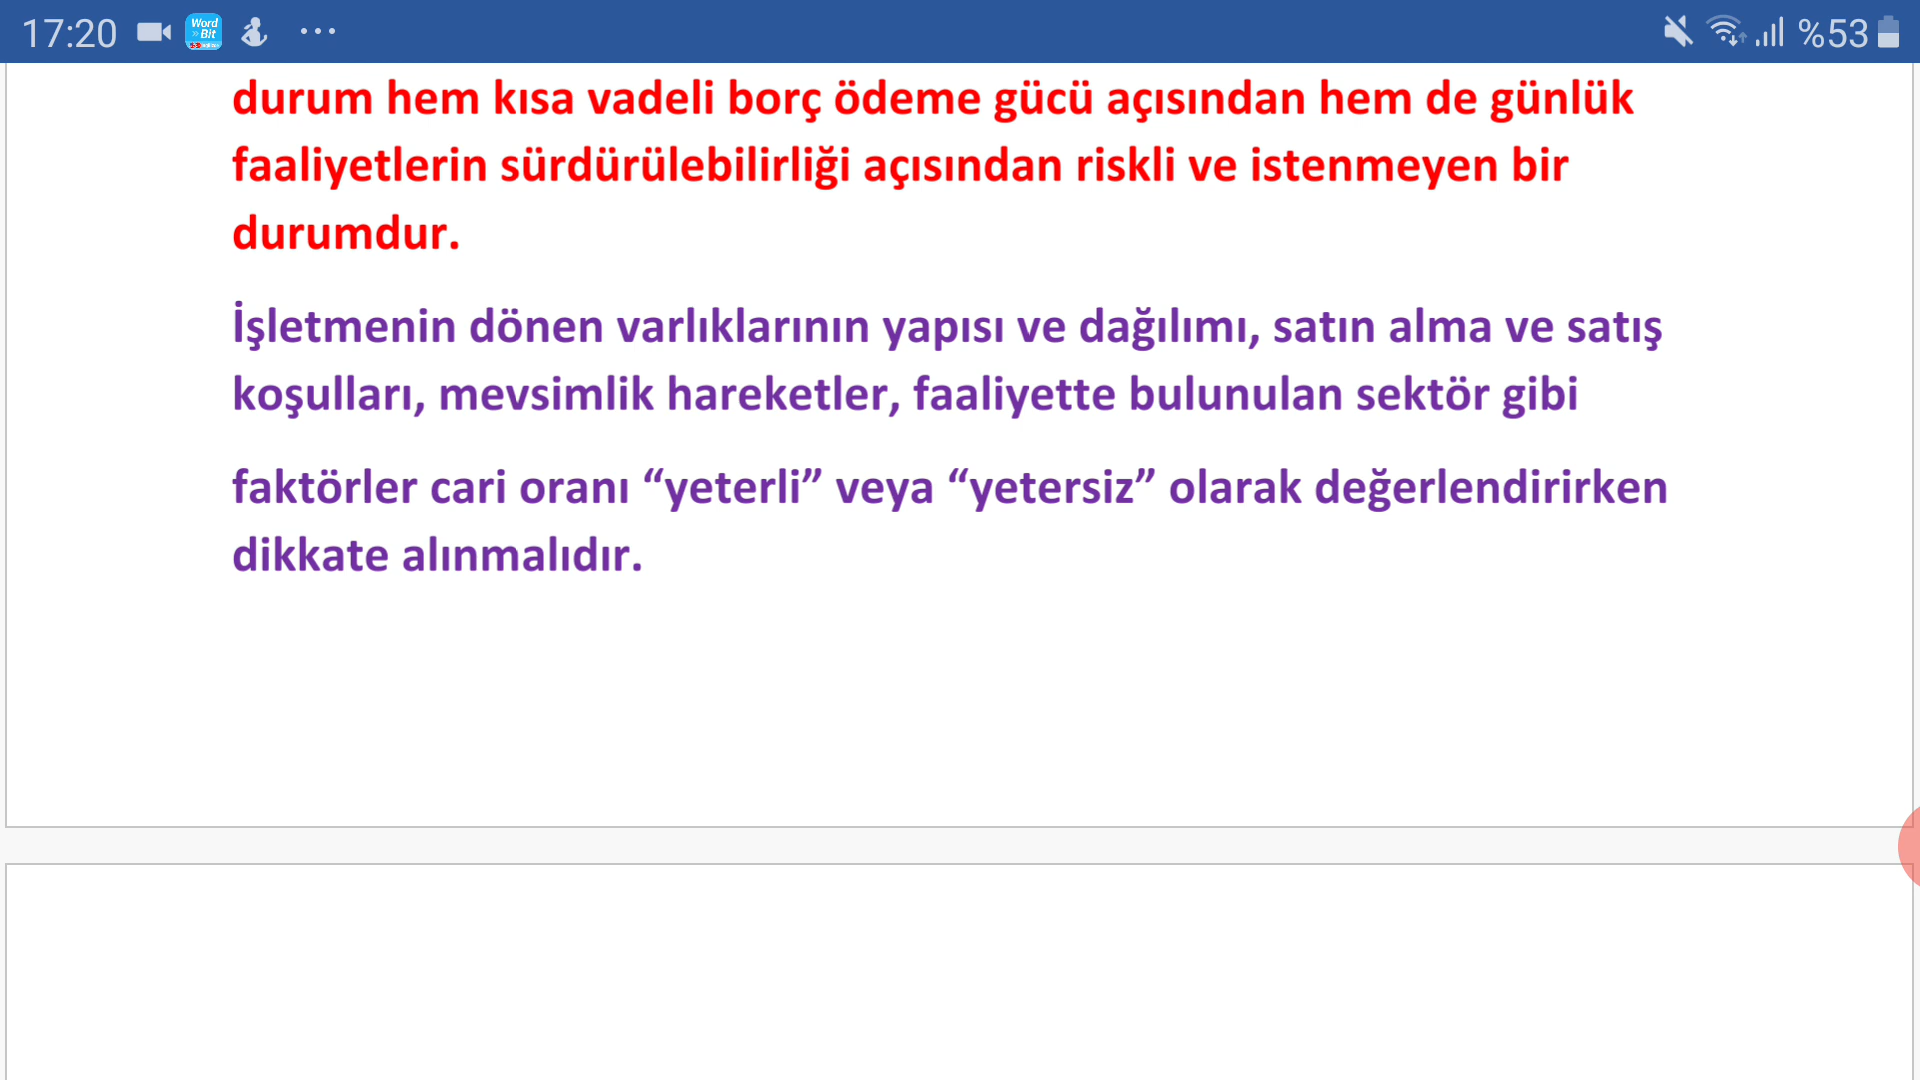 17:20
Word
Bit
%53
durum hem kısa vadeli borç ödeme gücü açısından hem de günlük
faaliyetlerin sürdürülebilirliği açısından riskli ve istenmeyen bir
durumdur.
İşletmenin dönen varlıklarının yapısı ve dağılımı, satın alma ve satış
koşulları, mevsimlik hareketler, faaliyette bulunulan sektör gibi
faktörler cari oranı “yeterli” veya “yetersiz” olarak değerlendirirken
dikkate alınmalıdır.